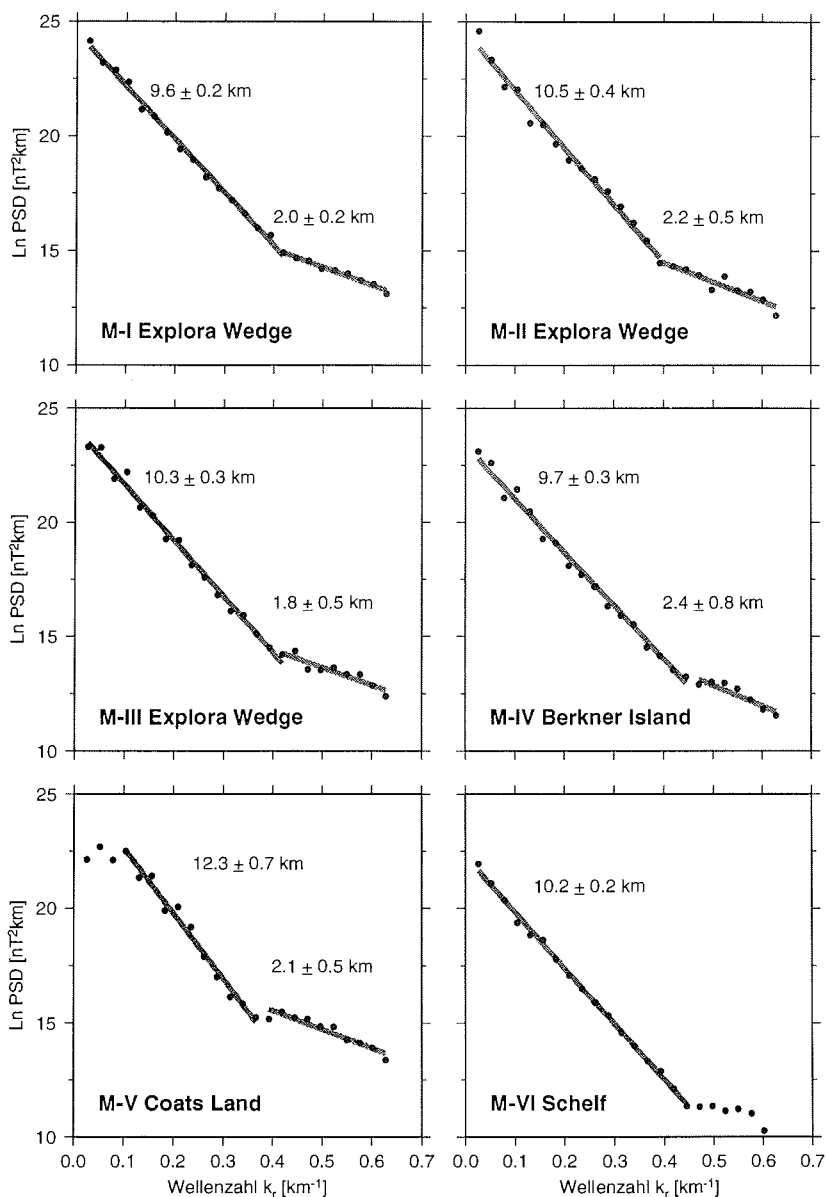 25
20
15
10
Ln PSD [nT²km]
9.6 ± 0.2 km
2.0 ± 0.2 km
M-I Explora Wedge
10.5 ± 0.4 km
2.2 ± 0.5 km
M-II Explora Wedge
25
20
15
10
Ln PSD [nT²km]
10.3 ± 0.3 km
1.8 ± 0.5 km
M-III Explora Wedge
9.7 ± 0.3 km
2.4 ± 0.8 km
M-IV Berkner Island
25
20
15
10
Ln PSD [nT²km]
12.3 ± 0.7 km
2.1 ± 0.5 km
M-V Coats Land
10.2 ± 0.2 km
M-VI Schelf
0.0 0.1 0.2 0.3 0.4 0.5 0.6 0.7
Wellenzahl kr [km⁻¹]
0.0 0.1 0.2 0.3 0.4 0.5 0.6 0.7
Wellenzahl kr [km⁻¹]